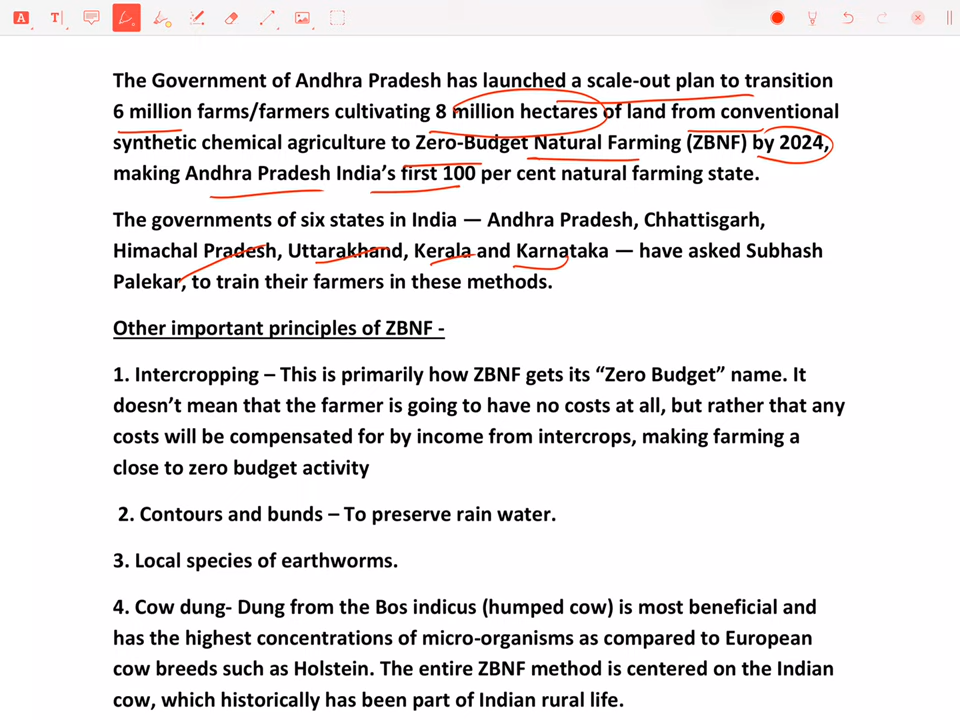 The Government of Andhra Pradesh has launched a scale-out plan to transition
6 million farms/farmers cultivating 8 million hectares of land from conventional
synthetic chemical agriculture to Zero-Budget Natural Farming (ZBNF) by 2024,
making Andhra Pradesh India's first 100 per cent natural farming state.
The governments of six states in India — Andhra Pradesh, Chhattisgarh,
Himachal Pradesh, Uttarakhand, Kerala and Karnataka — have asked Subhash
Palekar, to train their farmers in these methods.
Other important principles of ZBNF -
1. Intercropping – This is primarily how ZBNF gets its “Zero Budget” name. It
doesn't mean that the farmer is going to have no costs at all, but rather that any
costs will be compensated for by income from intercrops, making farming a
close to zero budget activity
2. Contours and bunds – To preserve rain water.
3. Local species of earthworms.
4. Cow dung- Dung from the Bos indicus (humped cow) is most beneficial and
has the highest concentrations of micro-organisms as compared to European
cow breeds such as Holstein. The entire ZBNF method is centered on the Indian
cow, which historically has been part of Indian rural life.